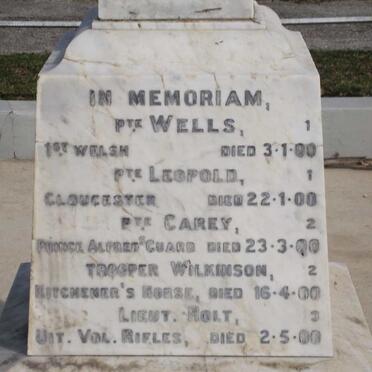 IN MEMORIAM,
PTE WELLS, 1
1ST WELSH DIED 3-1-00
PTE LEOPOLD, 1
GLOUCESTER DIED 22-1-00
PTE CAREY, 2
PRINCE ALFRED'S GUARD DIED 23-3-00
TROOPER WILKINSON, 2
KITCHENER'S HORSE, DIED 16-4-00
LIEUT. HOLT, 3
UIT. VOL. RIFLES, DIED 2-5-00